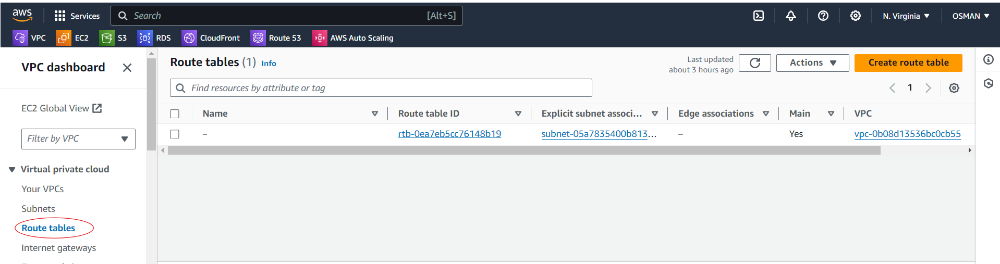 aws
Services
Search
[Alt+S]
N. Virginia
OSMAN
VPC
EC2
S3
RDS
CloudFront
Route 53
AWS Auto Scaling
VPC dashboard
EC2 Global View
Filter by VPC
Virtual private cloud
Your VPCs
Subnets
Route tables
Internet gateways
Route tables (1) Info
Last updated
about 3 hours ago
Actions
Create route table
Find resources by attribute or tag
1
Name
Route table ID
Explicit subnet associ...
Edge associations
Main
VPC
–
rtb-0ea7eb5cc76148b19
subnet-05a7835400b813...
–
Yes
vpc-0b08d13536bc0cb55